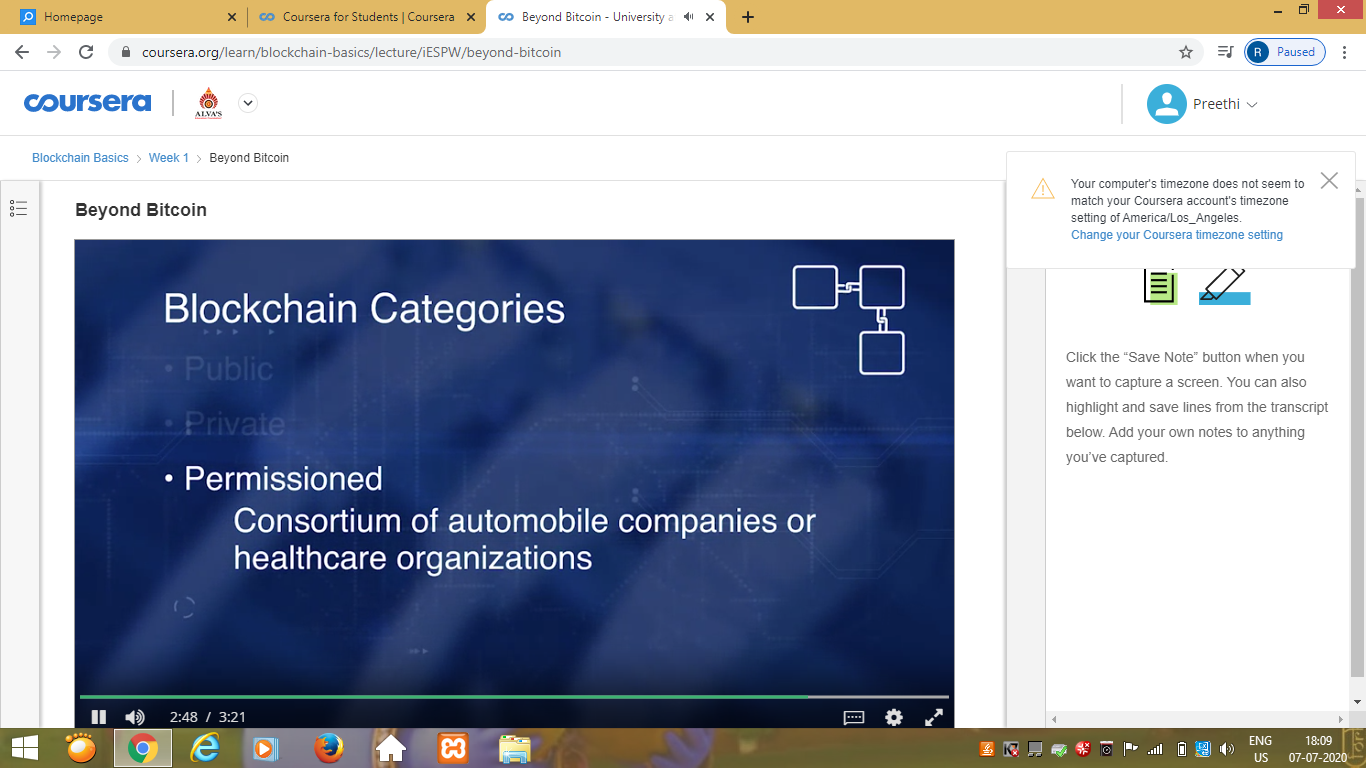 Homepage
Coursera for Students | Coursera
Beyond Bitcoin - University a
coursera.org/learn/blockchain-basics/lecture/iESPW/beyond-bitcoin
R Paused
coursera
ALVA'S
Preethi
Blockchain Basics > Week 1 > Beyond Bitcoin
Your computer's timezone does not seem to
match your Coursera account's timezone
setting of America/Los_Angeles.
Change your Coursera timezone setting
Beyond Bitcoin
Blockchain Categories
• Public
• Private
• Permissioned
Consortium of automobile companies or
healthcare organizations
2:48 / 3:21
Click the “Save Note” button when you
want to capture a screen. You can also
highlight and save lines from the transcript
below. Add your own notes to anything
you’ve captured.
ENG
US
18:09
07-07-2020